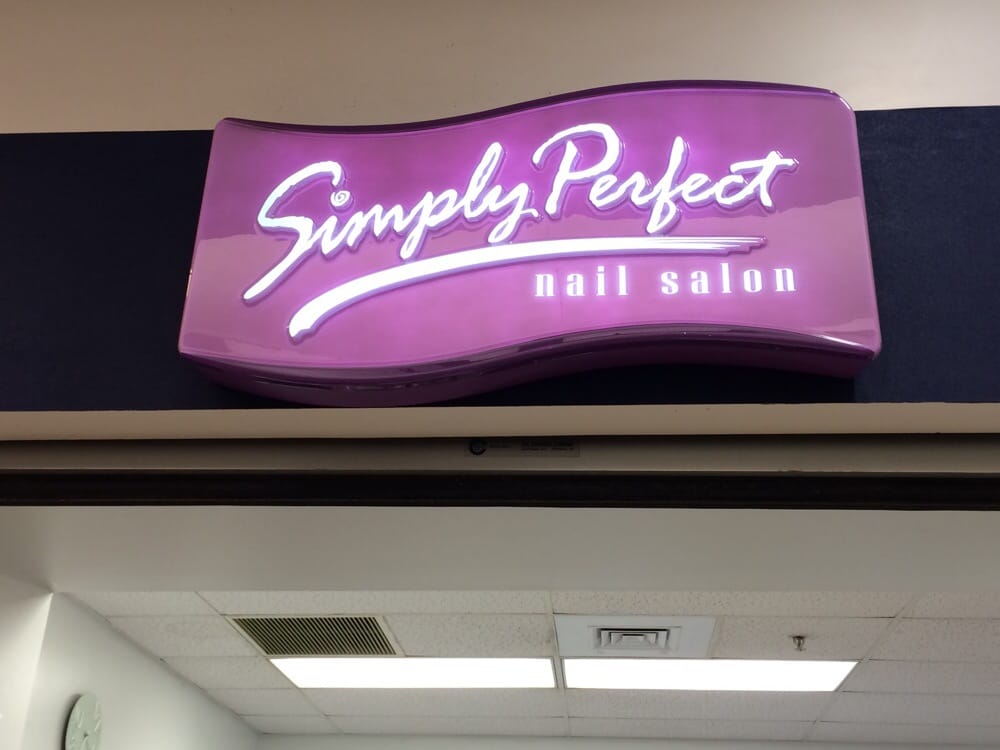 Simply Perfect
nail salon